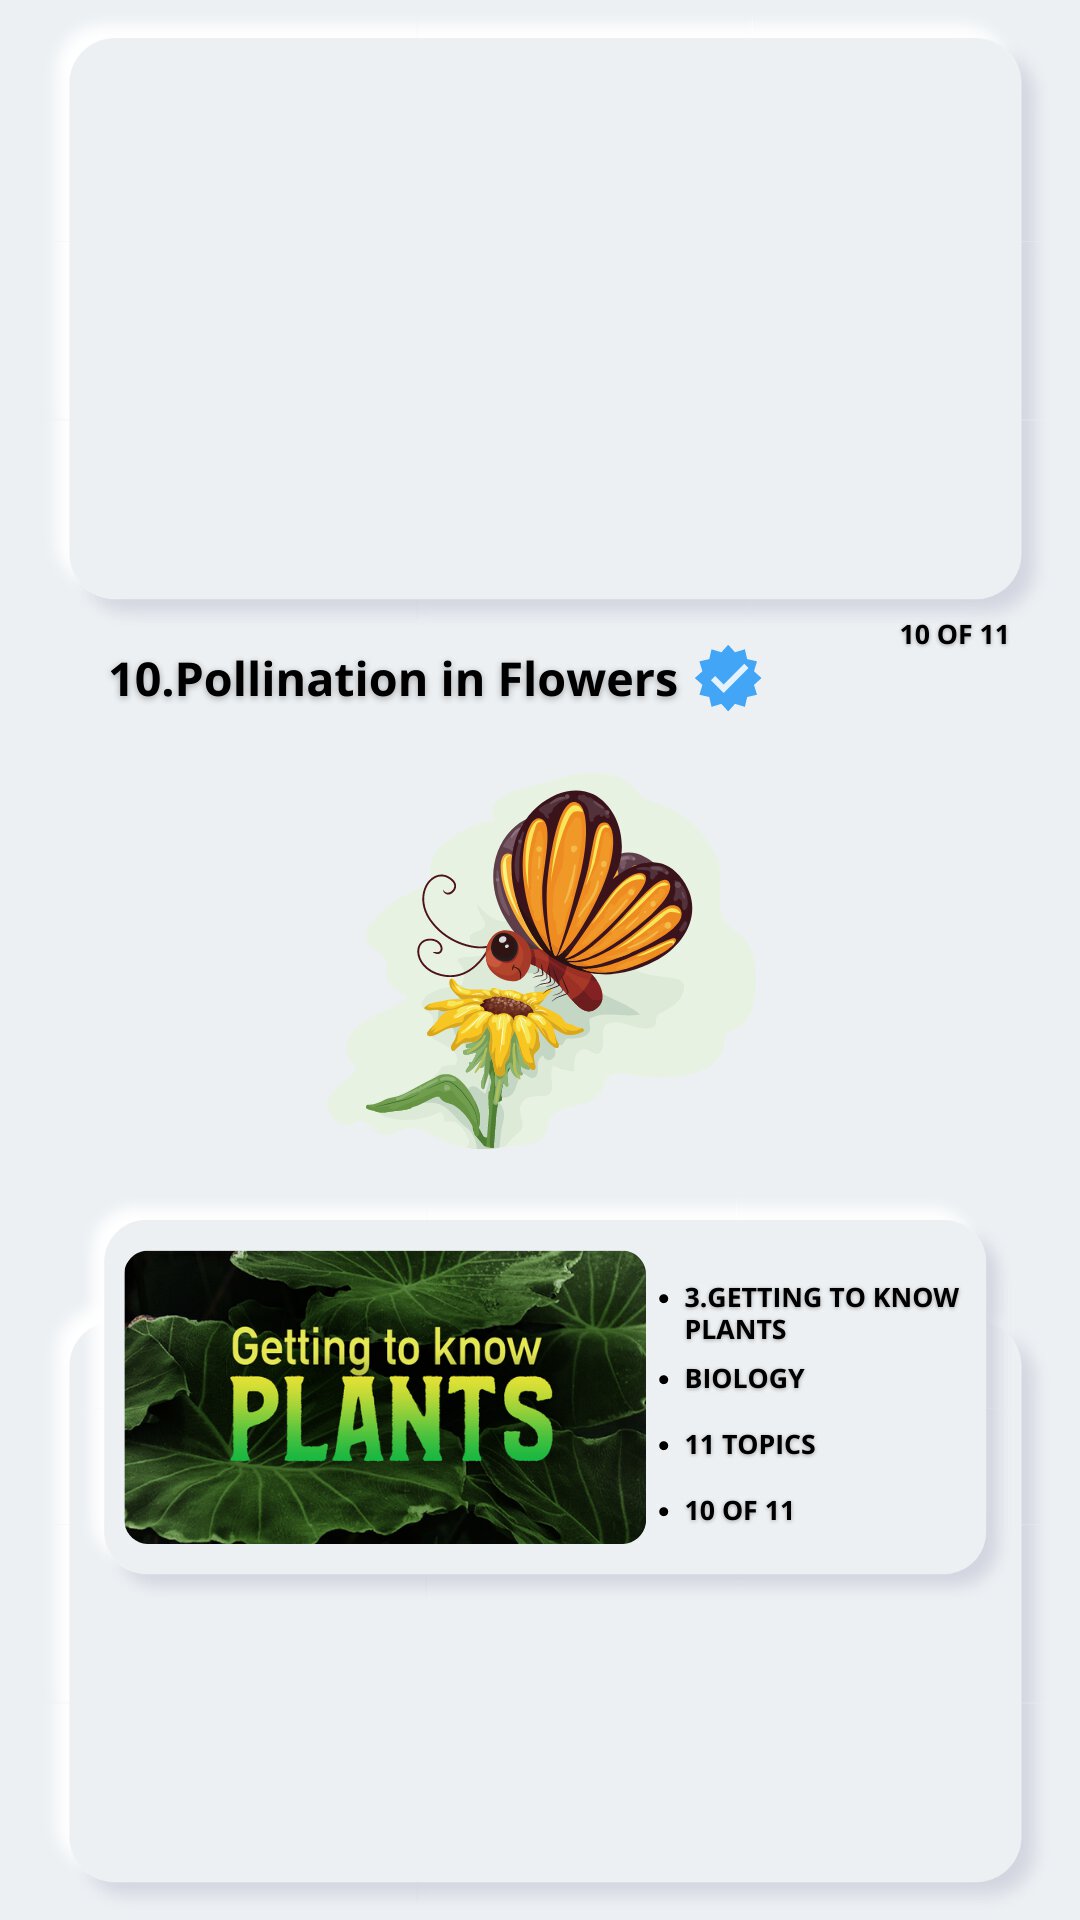 10 OF 11
10.Pollination in Flowers
Getting to know
PLANTS
3.GETTING TO KNOW
PLANTS
BIOLOGY
11 TOPICS
10 OF 11